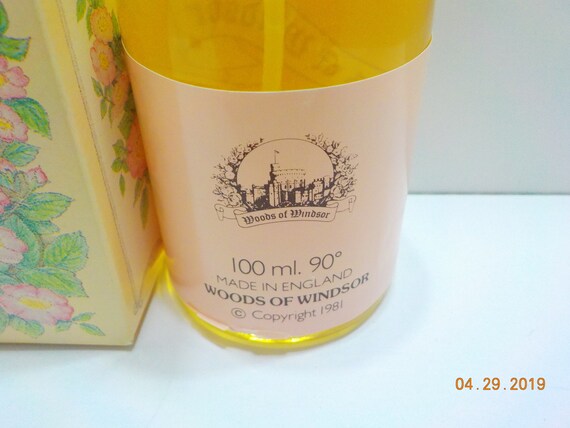 Woods of Windsor
100 ml. 90°
MADE IN ENGLAND
WOODS OF WINDSOR
© Copyright 1981
04.29.2019